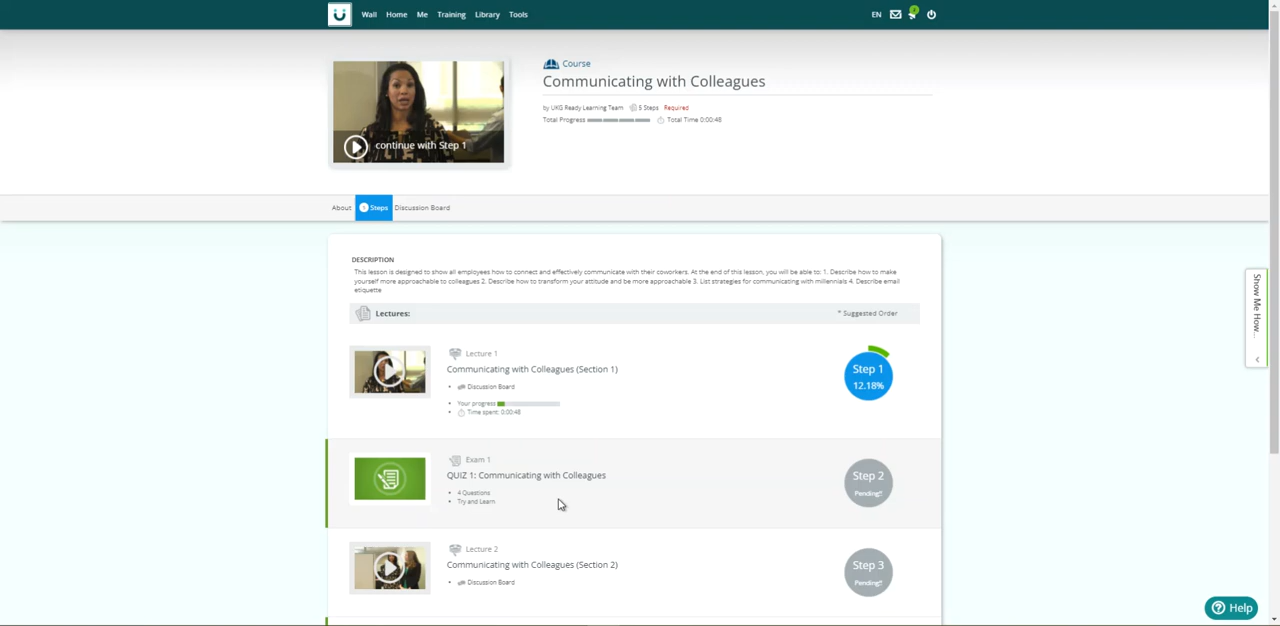 Wall Home Me Training Library Tools
EN
Course
Communicating with Colleagues
by UKG Ready Learning Team 5 Steps Required
Total Progress Total Time 0:00:48
continue with Step 1
About Steps Discussion Board
DESCRIPTION
This lesson is designed to show all employees how to connect and effectively communicate with their coworkers. At the end of this lesson, you will be able to: 1. Describe how to make
yourself more approachable to colleagues 2. Describe how to transform your attitude and be more approachable 3. List strategies for communicating with millennials 4. Describe email
etiquette
Lectures: * Suggested Order
Lecture 1
Communicating with Colleagues (Section 1)
Discussion Board
Your progress
Time spent: 0:00:48
Step 1
12.18%
Exam 1
QUIZ 1: Communicating with Colleagues
4 Questions
Try and Learn
Step 2
Pending!!
Lecture 2
Communicating with Colleagues (Section 2)
Discussion Board
Step 3
Pending!!
Show Me How...
Help